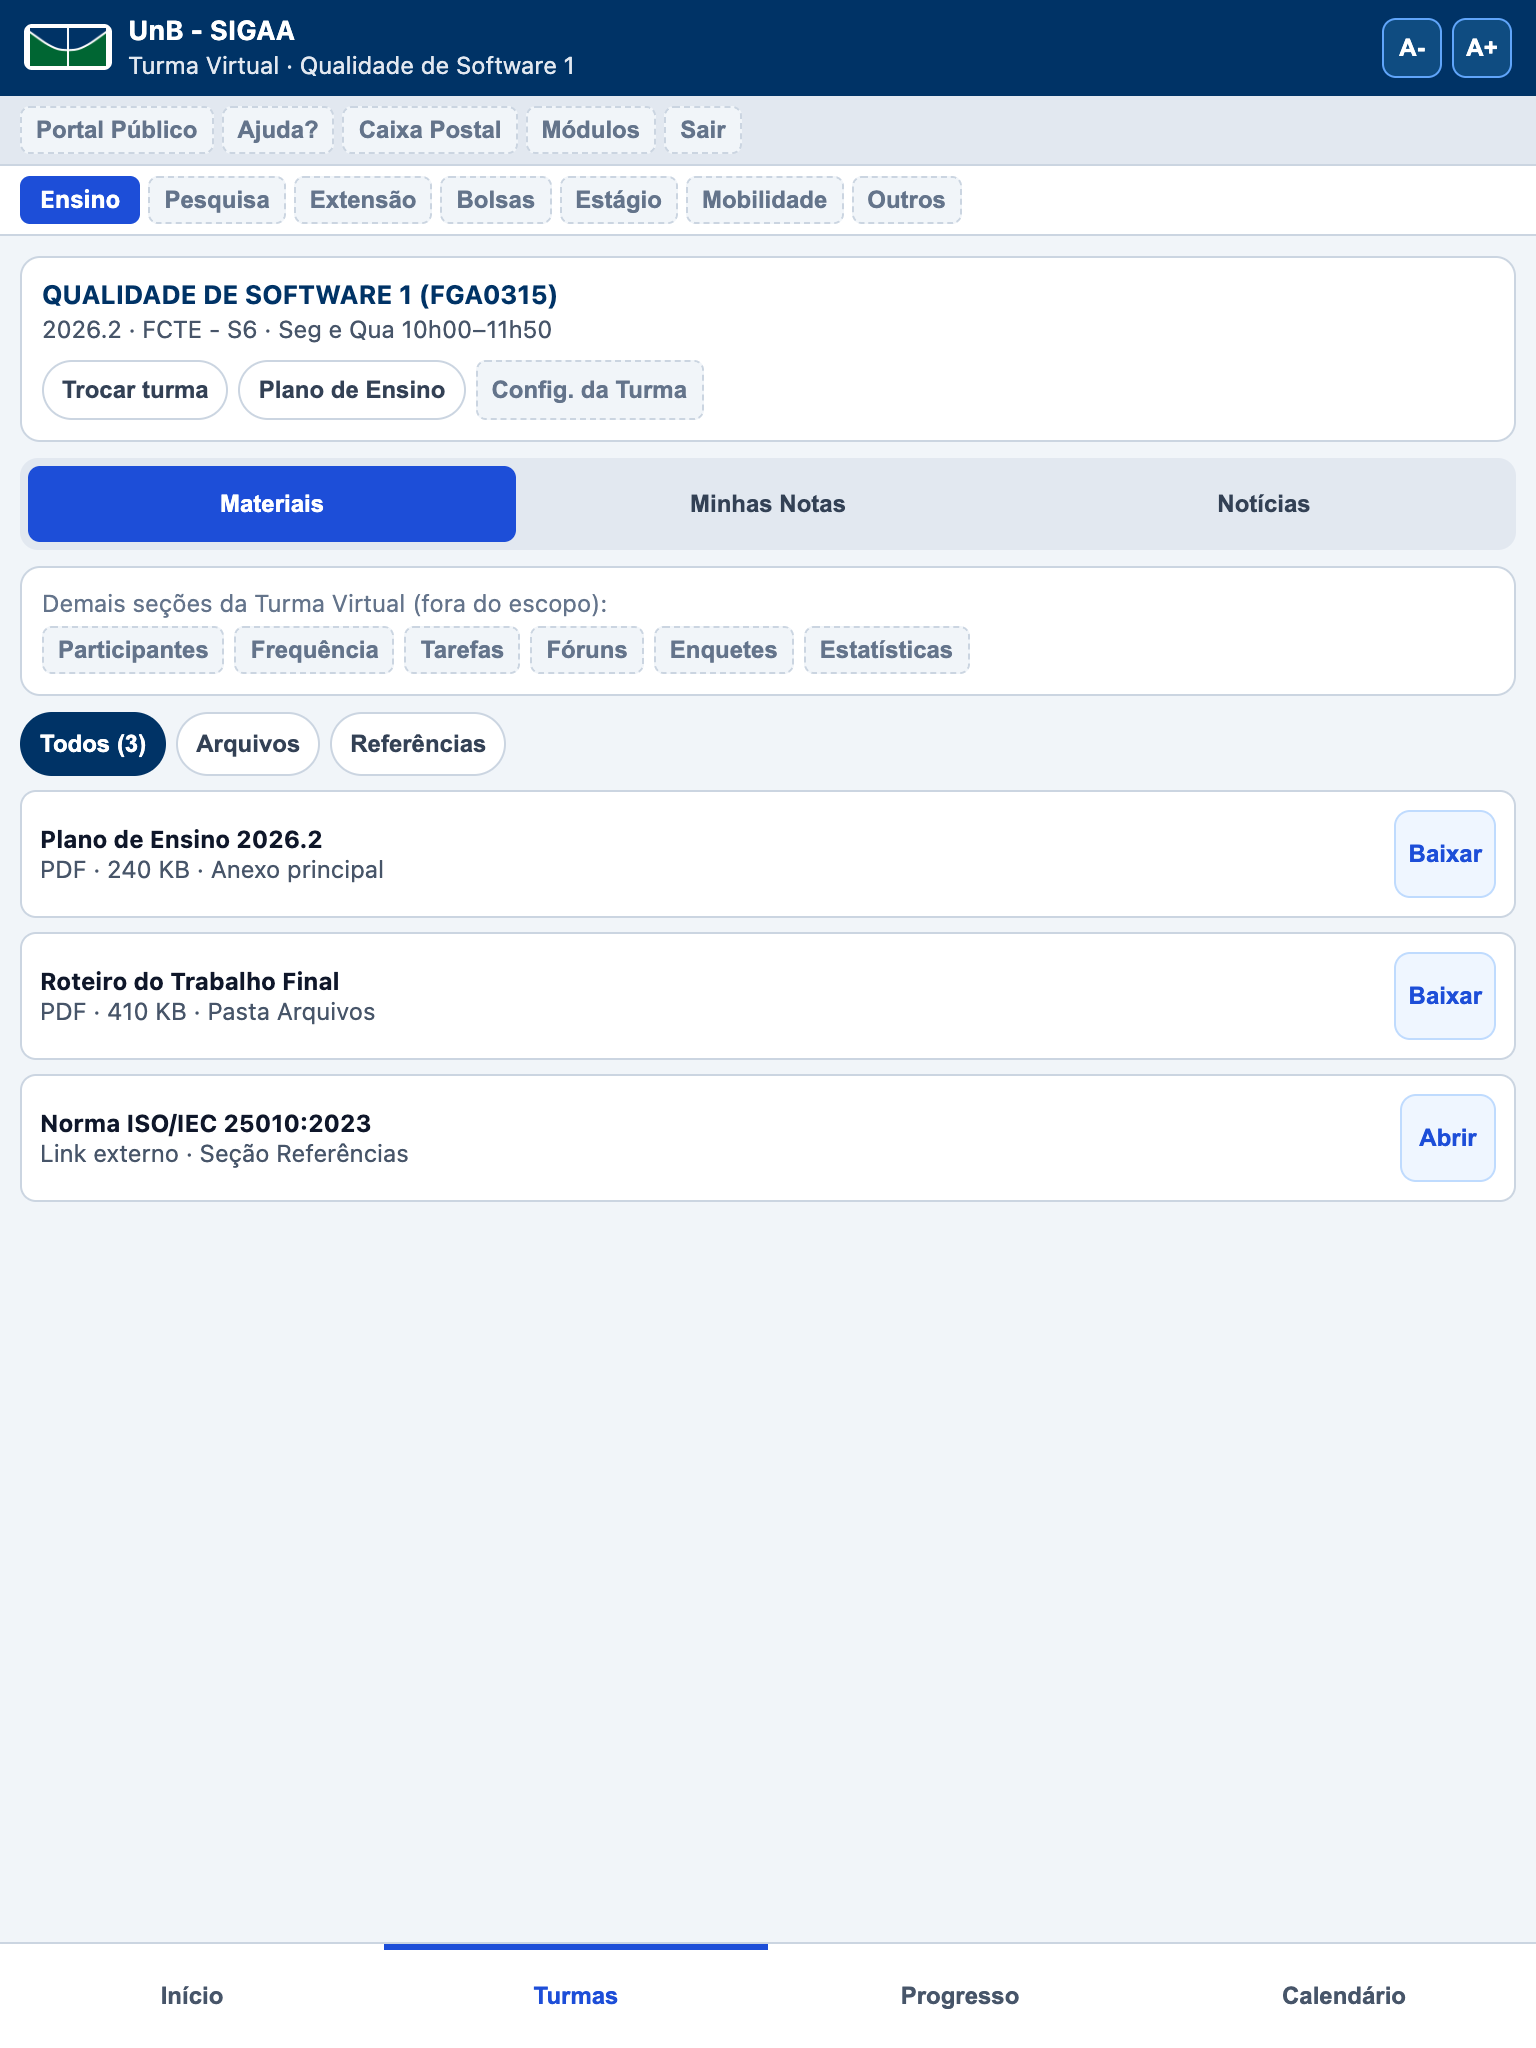 UnB - SIGAA
Turma Virtual · Qualidade de Software 1
A- A+
Portal Público Ajuda? Caixa Postal Módulos Sair
Ensino Pesquisa Extensão Bolsas Estágio Mobilidade Outros
QUALIDADE DE SOFTWARE 1 (FGA0315)
2026.2 · FCTE - S6 · Seg e Qua 10h00–11h50
Trocar turma Plano de Ensino Config. da Turma
Materiais Minhas Notas Notícias
Demais seções da Turma Virtual (fora do escopo):
Participantes Frequência Tarefas Fóruns Enquetes Estatísticas
Todos (3) Arquivos Referências
Plano de Ensino 2026.2
PDF · 240 KB · Anexo principal
Baixar
Roteiro do Trabalho Final
PDF · 410 KB · Pasta Arquivos
Baixar
Norma ISO/IEC 25010:2023
Link externo · Seção Referências
Abrir
Início Turmas Progresso Calendário